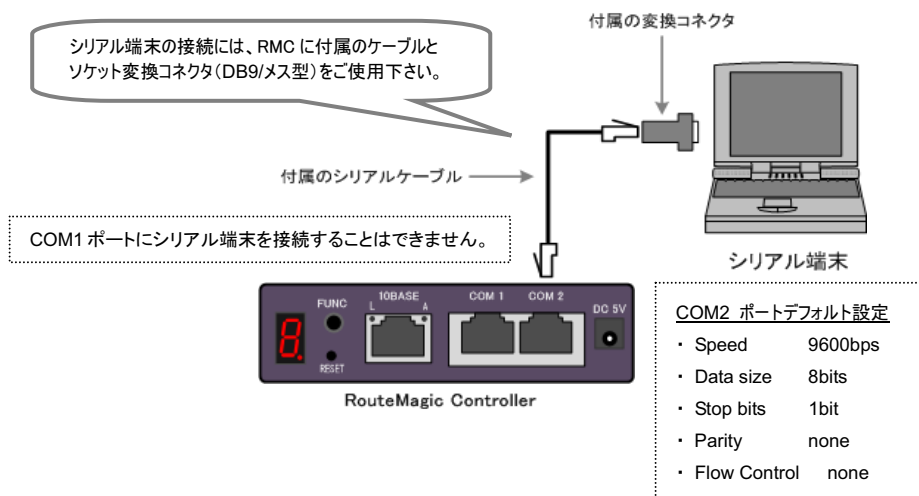 付属の変換コネクタ
シリアル端末の接続には、RMC に付属のケーブルと
ソケット変換コネクタ（DB9/メス型）をご使用下さい。
付属のシリアルケーブル
COM1 ポートにシリアル端末を接続することはできません。
シリアル端末
FUNC
10BASE
L A
COM 1 COM 2
DC 5V
8.
RESET
RouteMagic Controller
COM2 ポートデフォルト設定
・ Speed 9600bps
・ Data size 8bits
・ Stop bits 1bit
・ Parity none
・ Flow Control none